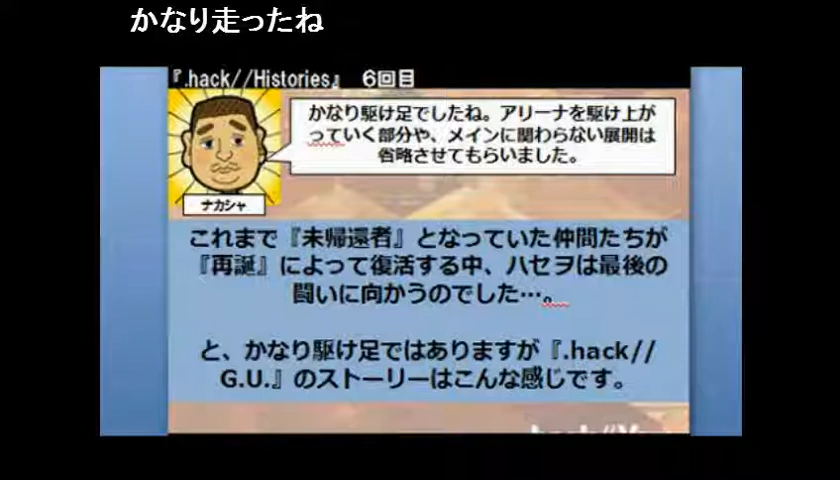 かなり走ったね
『.hack//Histories』 6回目
かなり駆け足でしたね。アリーナを駆け上が
っていく部分や、メインに関わらない展開は
省略させてもらいました。
ナカシャ
これまで『未帰還者』となっていた仲間たちが
『再誕』によって復活する中、ハセヲは最後の
闘いに向かうのでした…。
と、かなり駆け足ではありますが『.hack//
G.U.』のストーリーはこんな感じです。